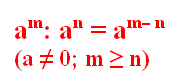 aᵐ: aⁿ = aᵐ⁻ⁿ
(a ≠ 0; m ≥ n)